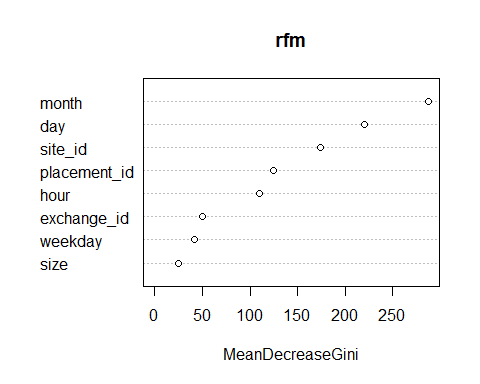 rfm
month
day
site_id
placement_id
hour
exchange_id
weekday
size
0 50 100 150 200 250
MeanDecreaseGini